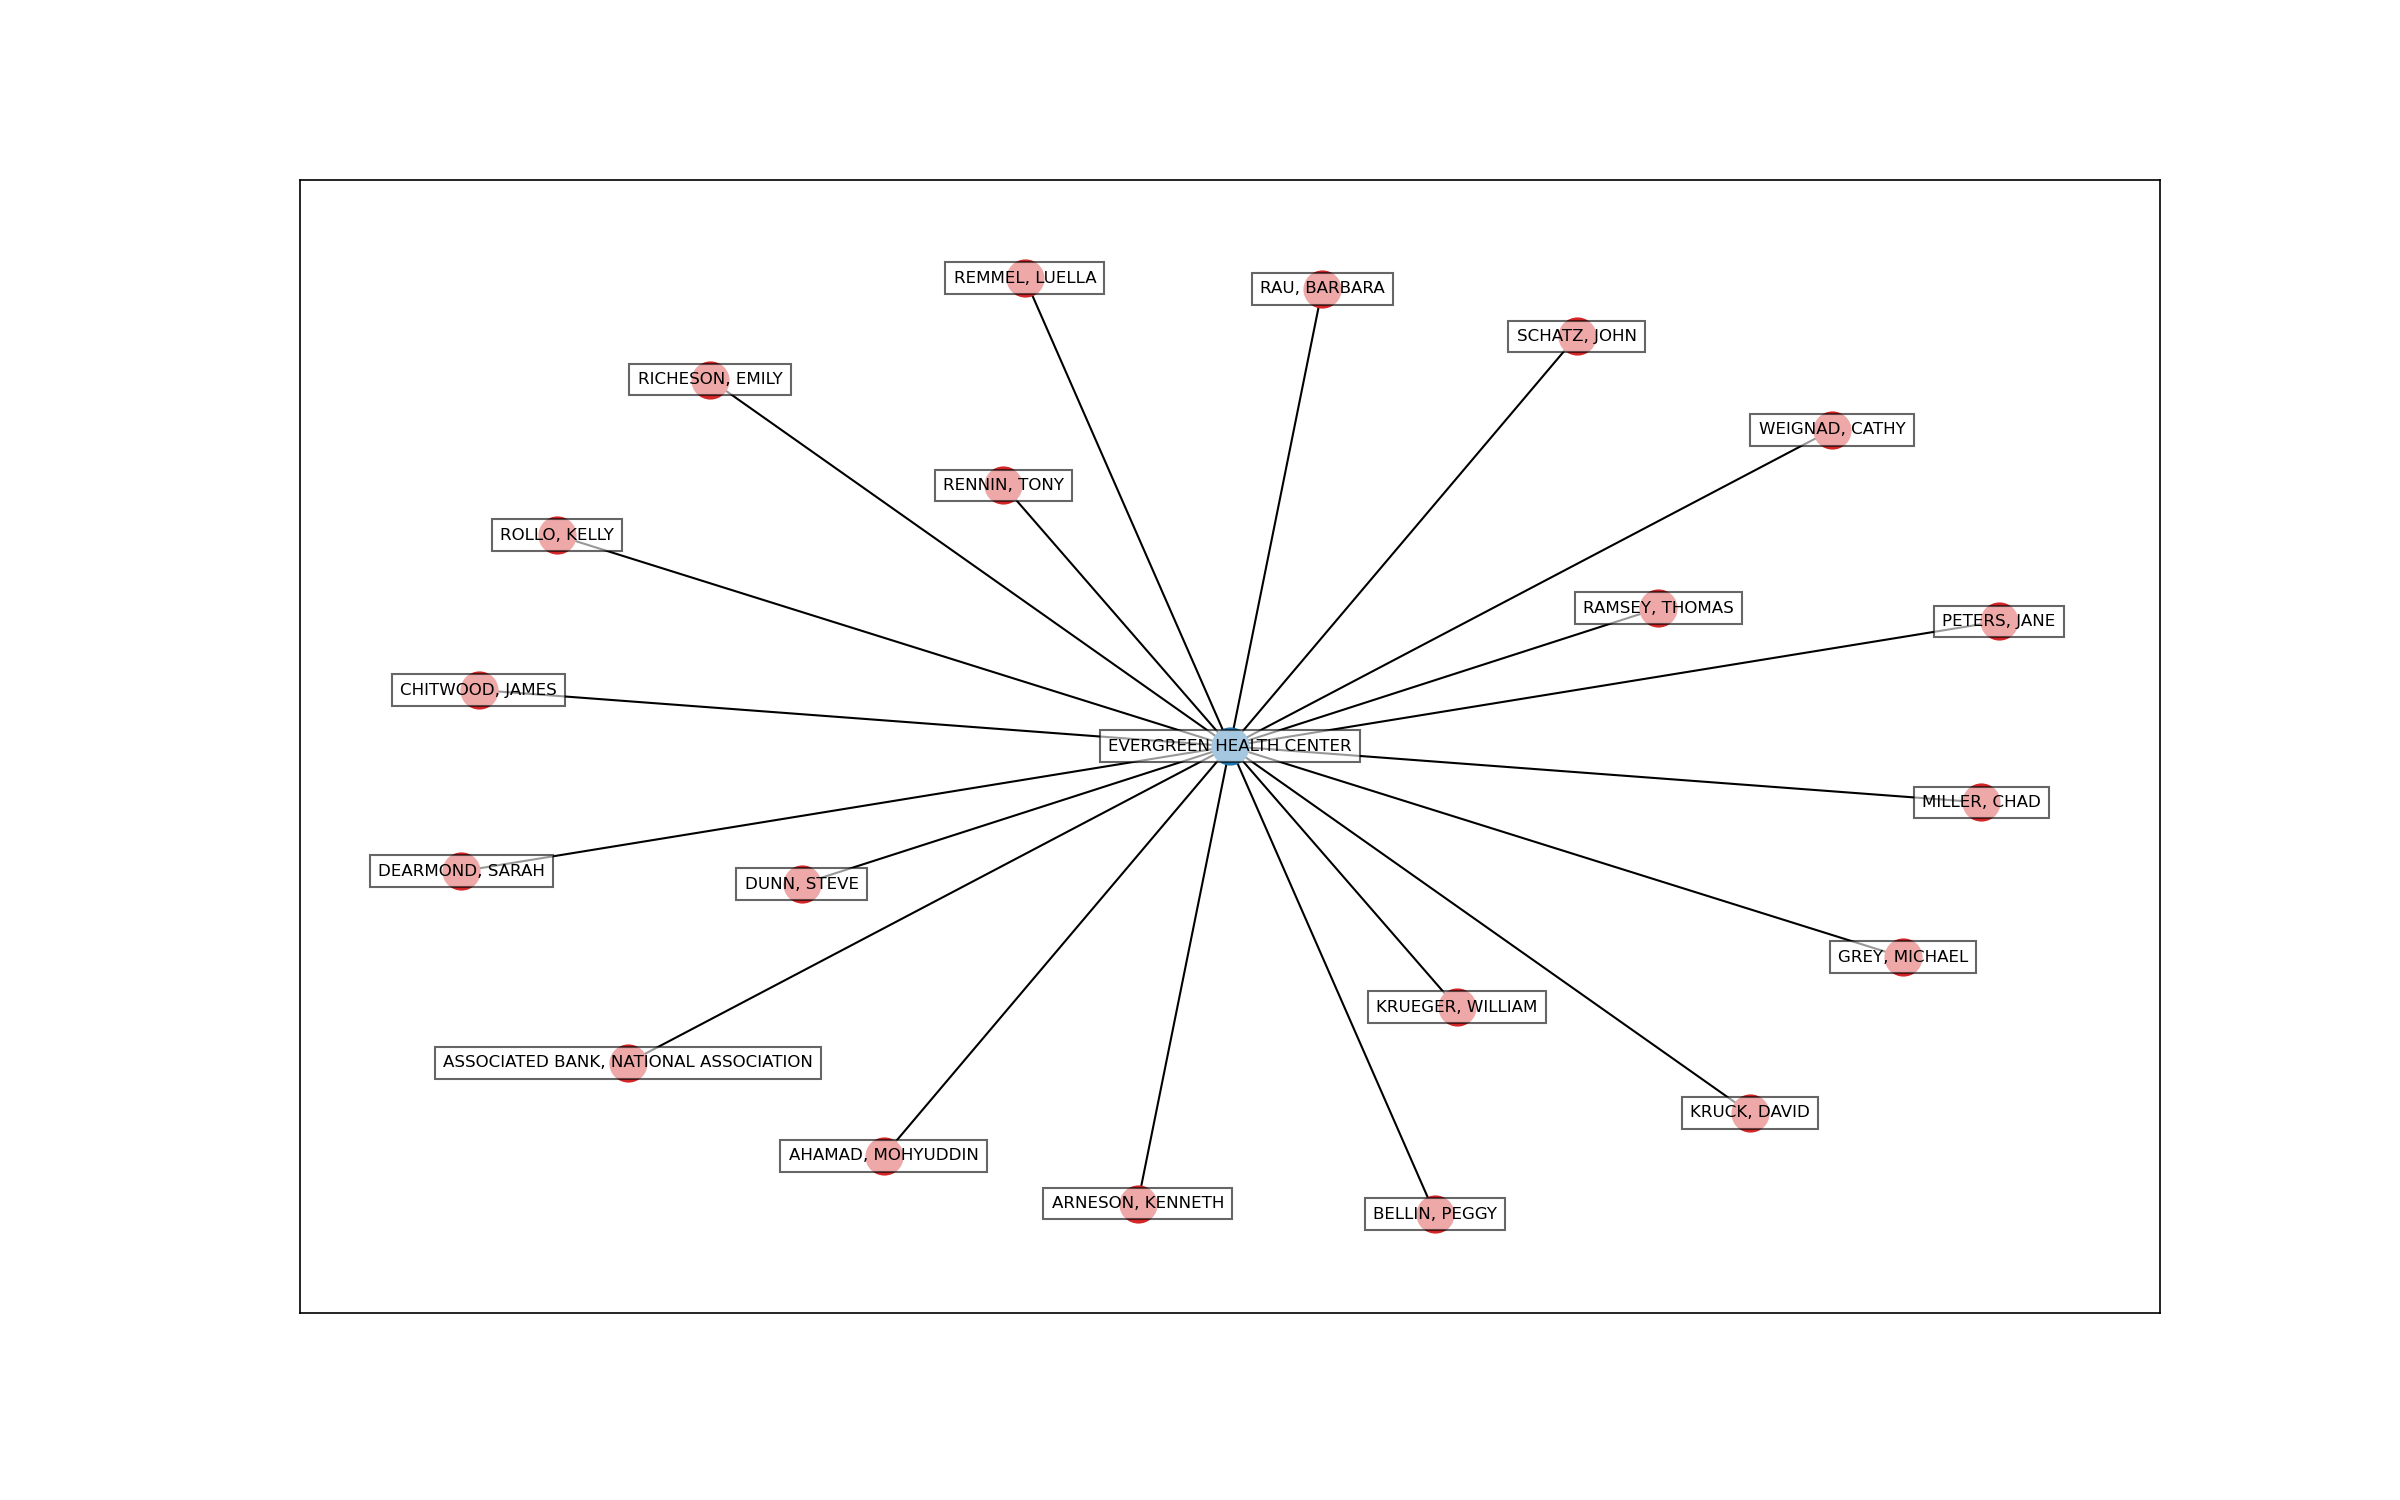 REMMEL, LUELLA
RAU, BARBARA
SCHATZ, JOHN
RICHESON, EMILY
WEIGNAD, CATHY
RENNIN, TONY
ROLLO, KELLY
RAMSEY, THOMAS
PETERS, JANE
CHITWOOD, JAMES
EVERGREEN HEALTH CENTER
MILLER, CHAD
DEARMOND, SARAH
DUNN, STEVE
GREY, MICHAEL
KRUEGER, WILLIAM
ASSOCIATED BANK, NATIONAL ASSOCIATION
KRUCK, DAVID
AHAMAD, MOHYUDDIN
ARNESON, KENNETH
BELLIN, PEGGY